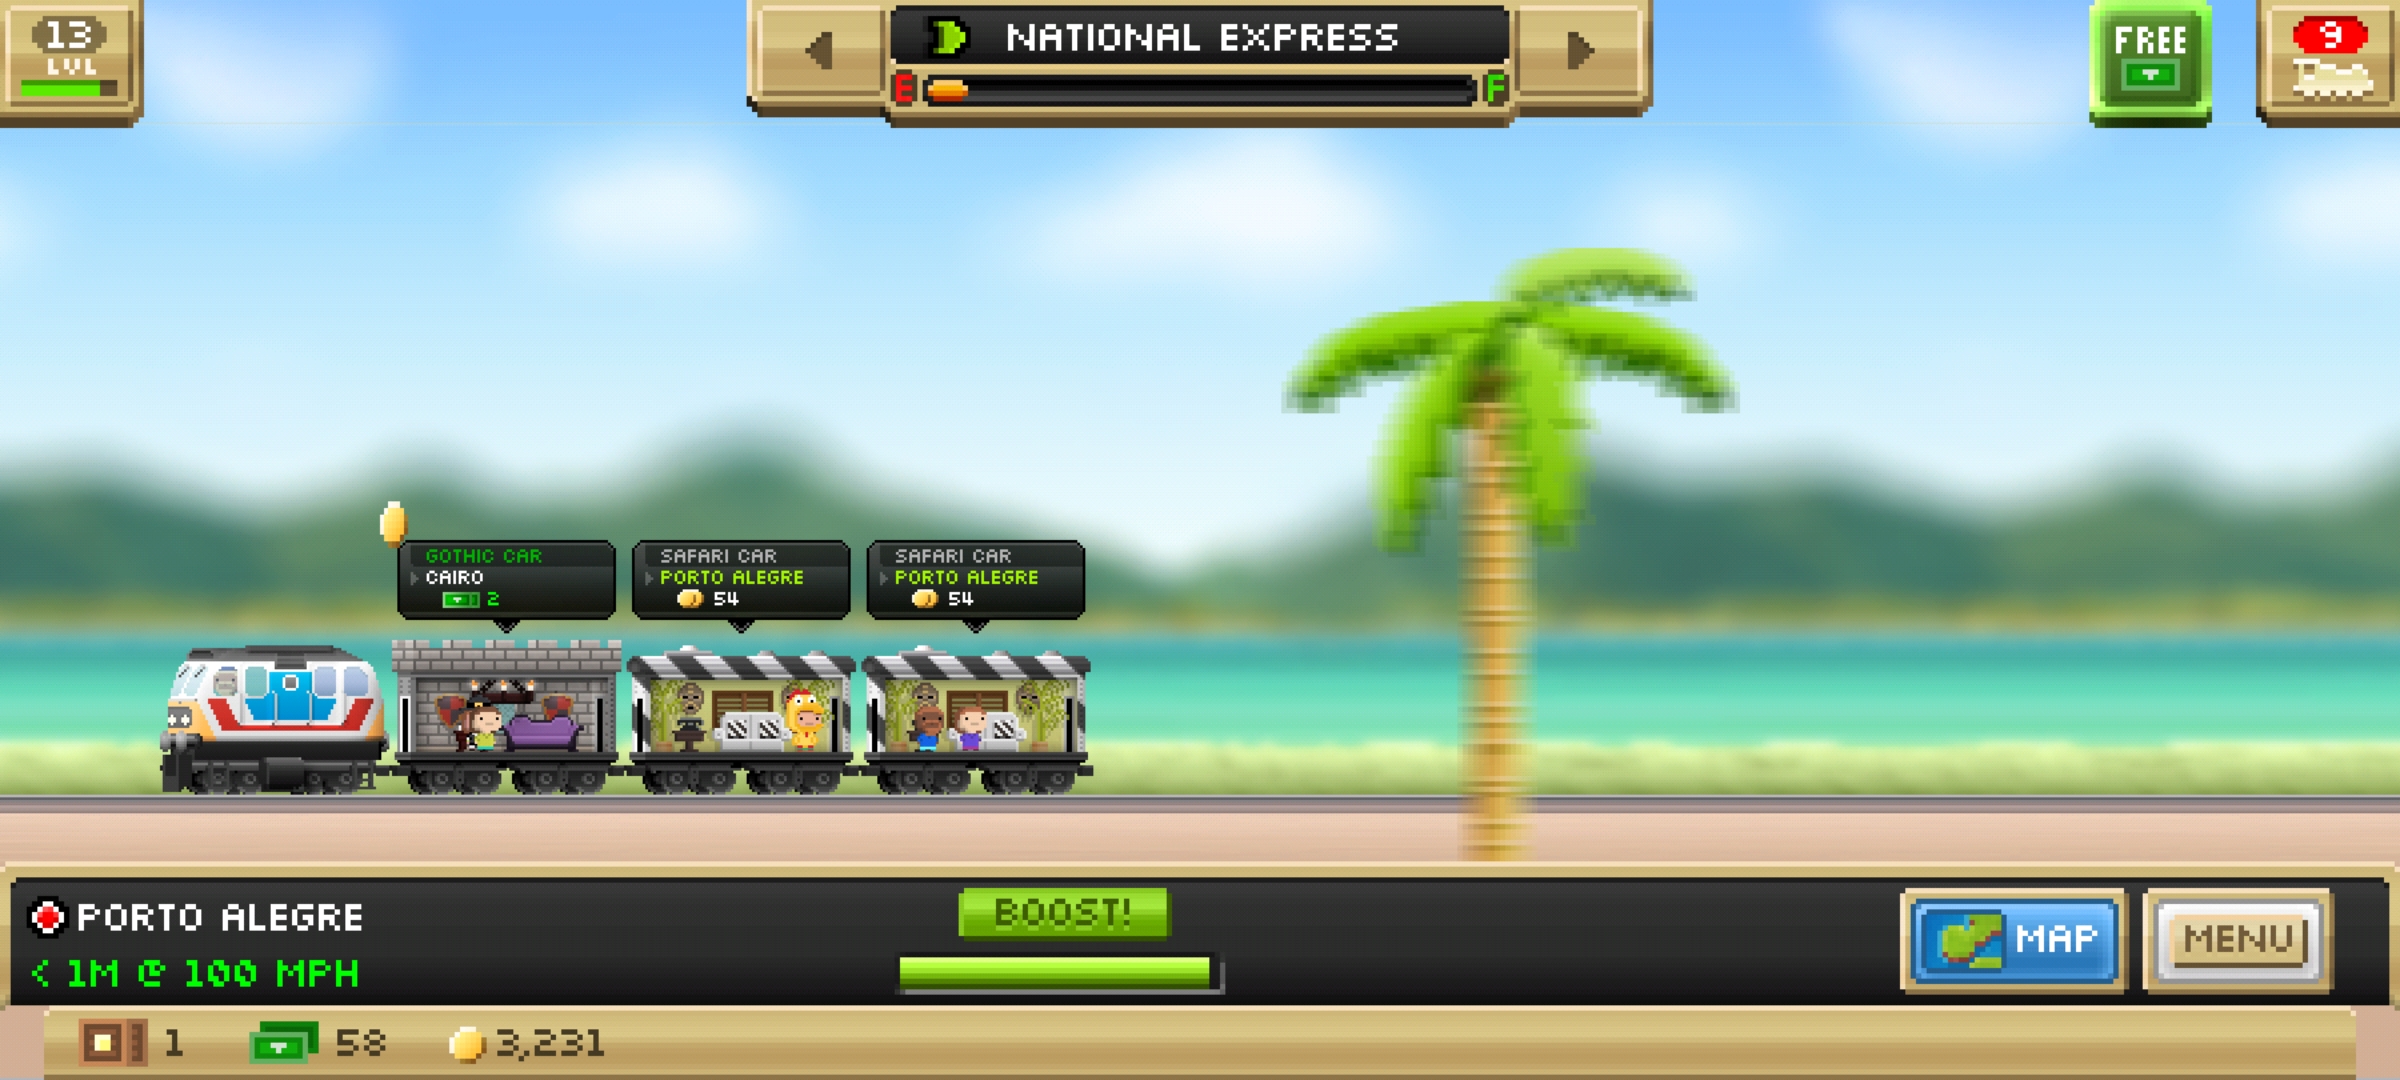 13
LVL
NATIONAL EXPRESS
E F
FREE
9
GOTHIC CAR
CAIRO
2
SAFARI CAR
PORTO ALEGRE
54
SAFARI CAR
PORTO ALEGRE
54
PORTO ALEGRE
< 1M @ 100 MPH
BOOST!
MAP
MENU
1
58
3,231